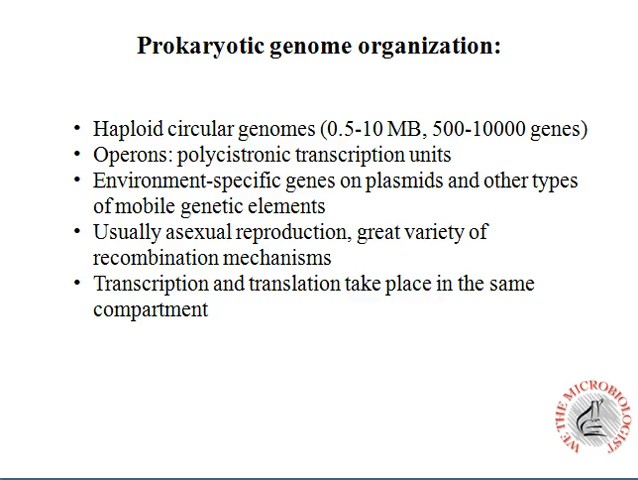 Prokaryotic genome organization:
• Haploid circular genomes (0.5-10 MB, 500-10000 genes)
• Operons: polycistronic transcription units
• Environment-specific genes on plasmids and other types
of mobile genetic elements
• Usually asexual reproduction, great variety of
recombination mechanisms
• Transcription and translation take place in the same
compartment
WE THE MICROBIOLOGIST